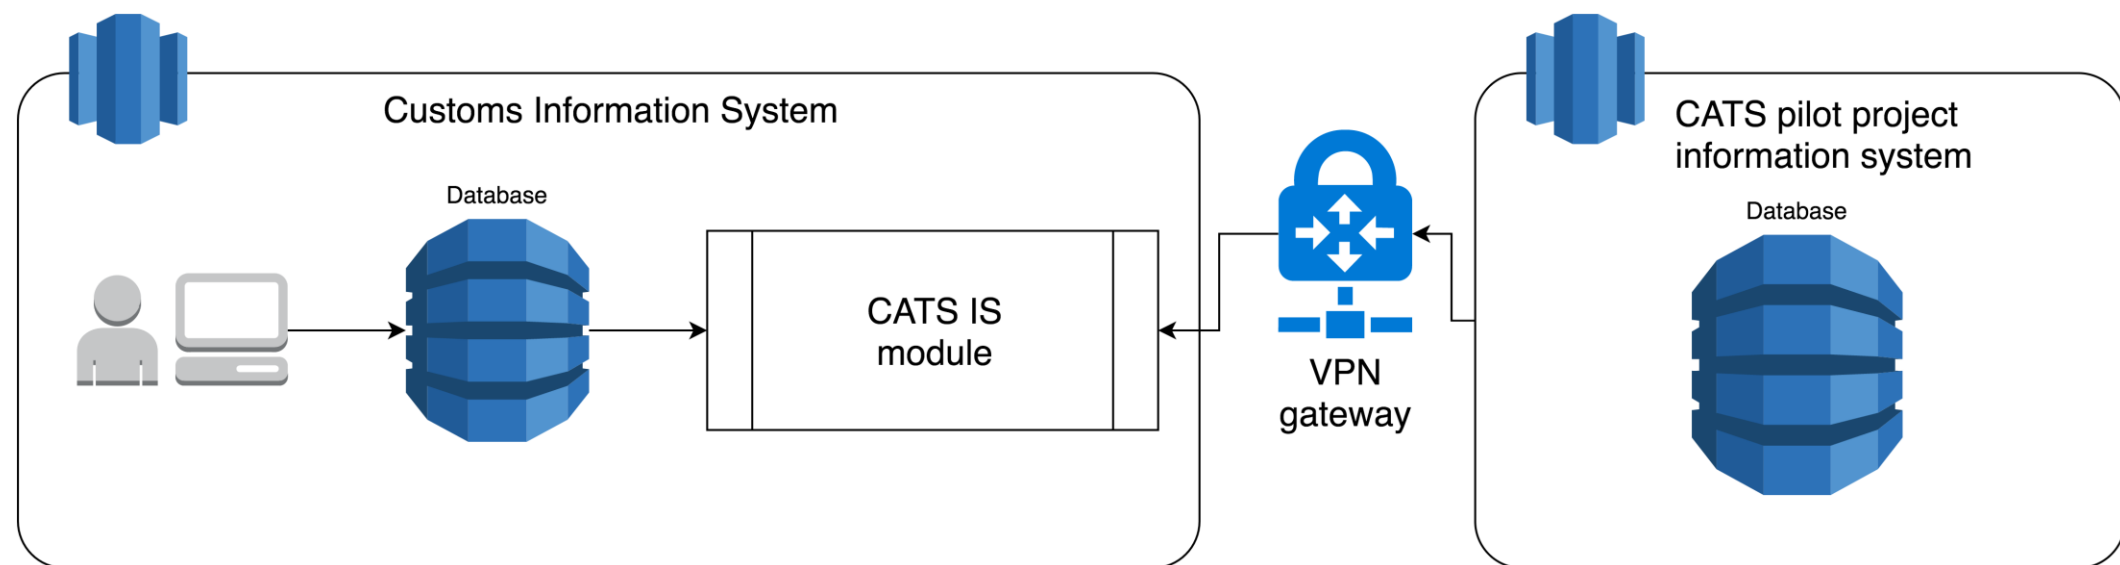 Customs Information System
Database
CATS IS
module
VPN
gateway
CATS pilot project
information system
Database